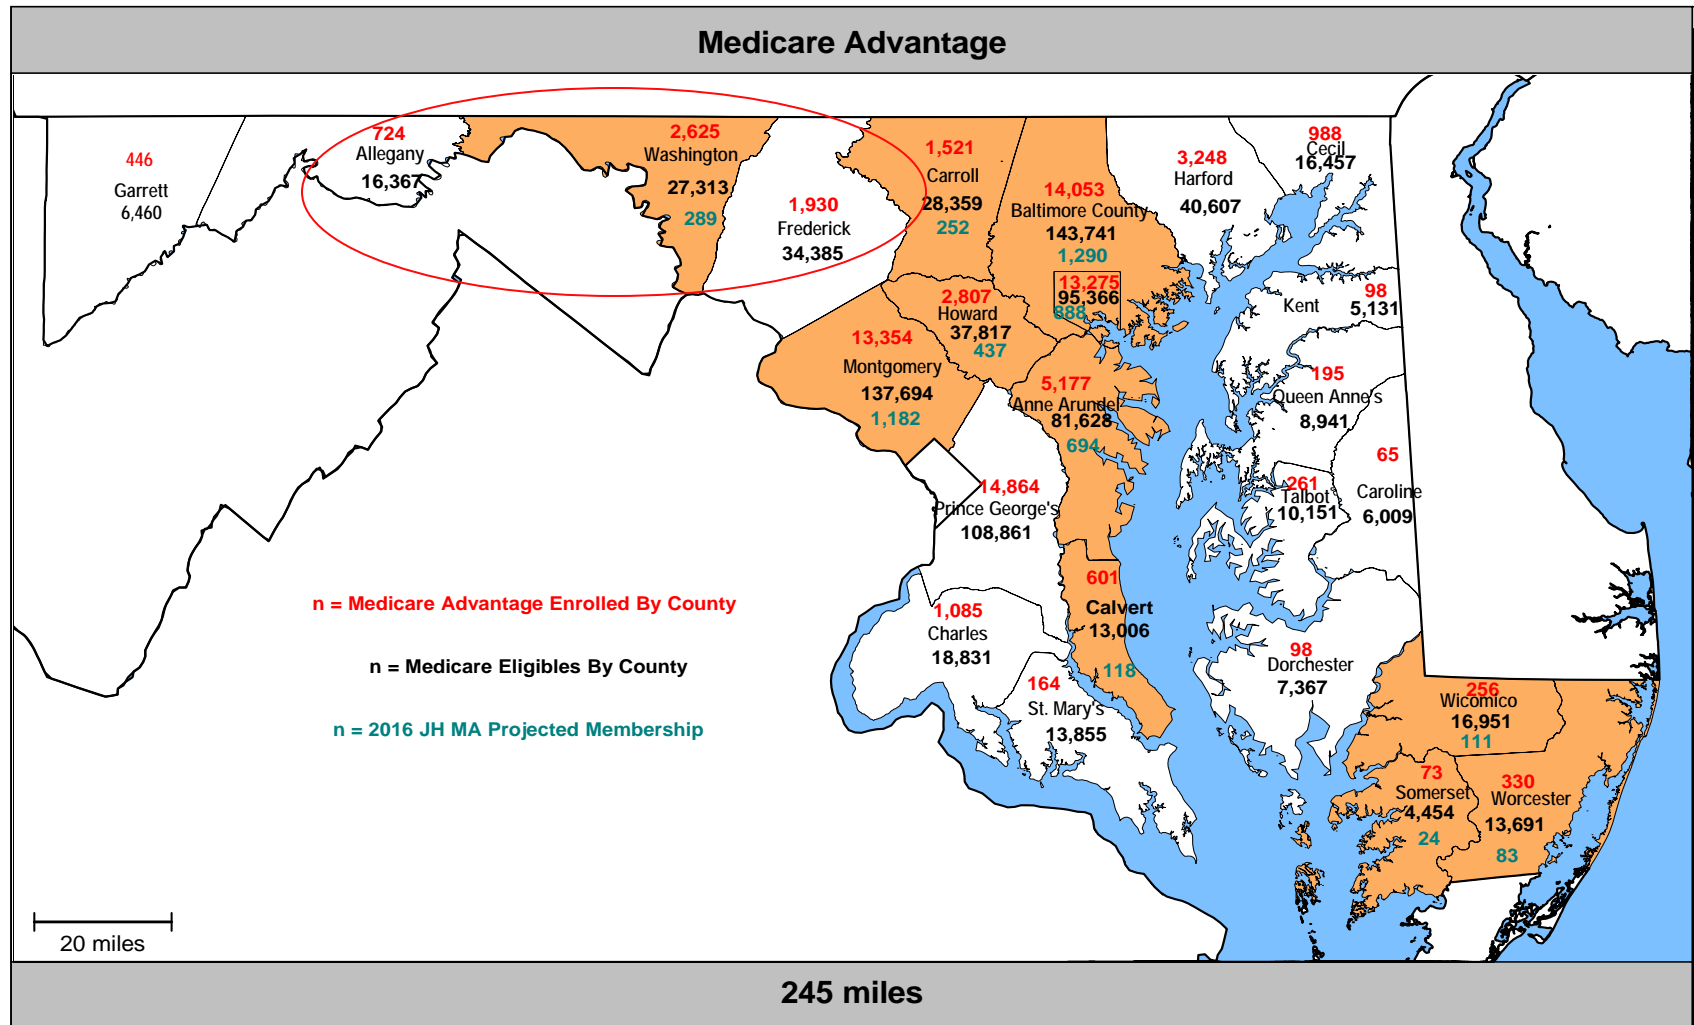 Medicare Advantage
446
Garrett
6,460
724
Allegany
16,367
2,625
Washington
27,313
289
1,930
Frederick
34,385
1,521
Carroll
28,359
252
14,053
Baltimore County
143,741
1,290
13,275
95,366
888
3,248
Harford
40,607
988
Cecil
16,457
2,807
Howard
37,817
437
13,354
Montgomery
137,694
1,182
5,177
Anne Arundel
81,628
694
98
Kent
5,131
195
Queen Anne's
8,941
65
Caroline
6,009
261
Talbot
10,151
14,864
Prince George's
108,861
601
Calvert
13,006
118
1,085
Charles
18,831
164
St. Mary's
13,855
98
Dorchester
7,367
256
Wicomico
16,951
111
73
Somerset
4,454
24
330
Worcester
13,691
83
n = Medicare Advantage Enrolled By County
n = Medicare Eligibles By County
n = 2016 JH MA Projected Membership
20 miles
245 miles